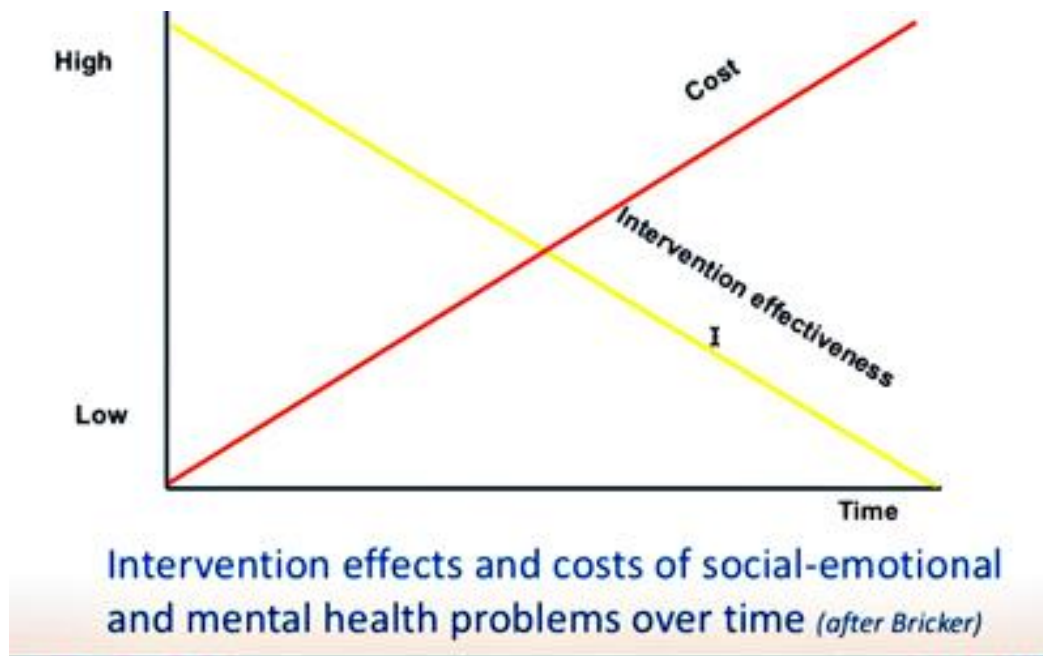 High
Cost
Intervention effectiveness
Low
Time
Intervention effects and costs of social-emotional
and mental health problems over time (after Bricker)